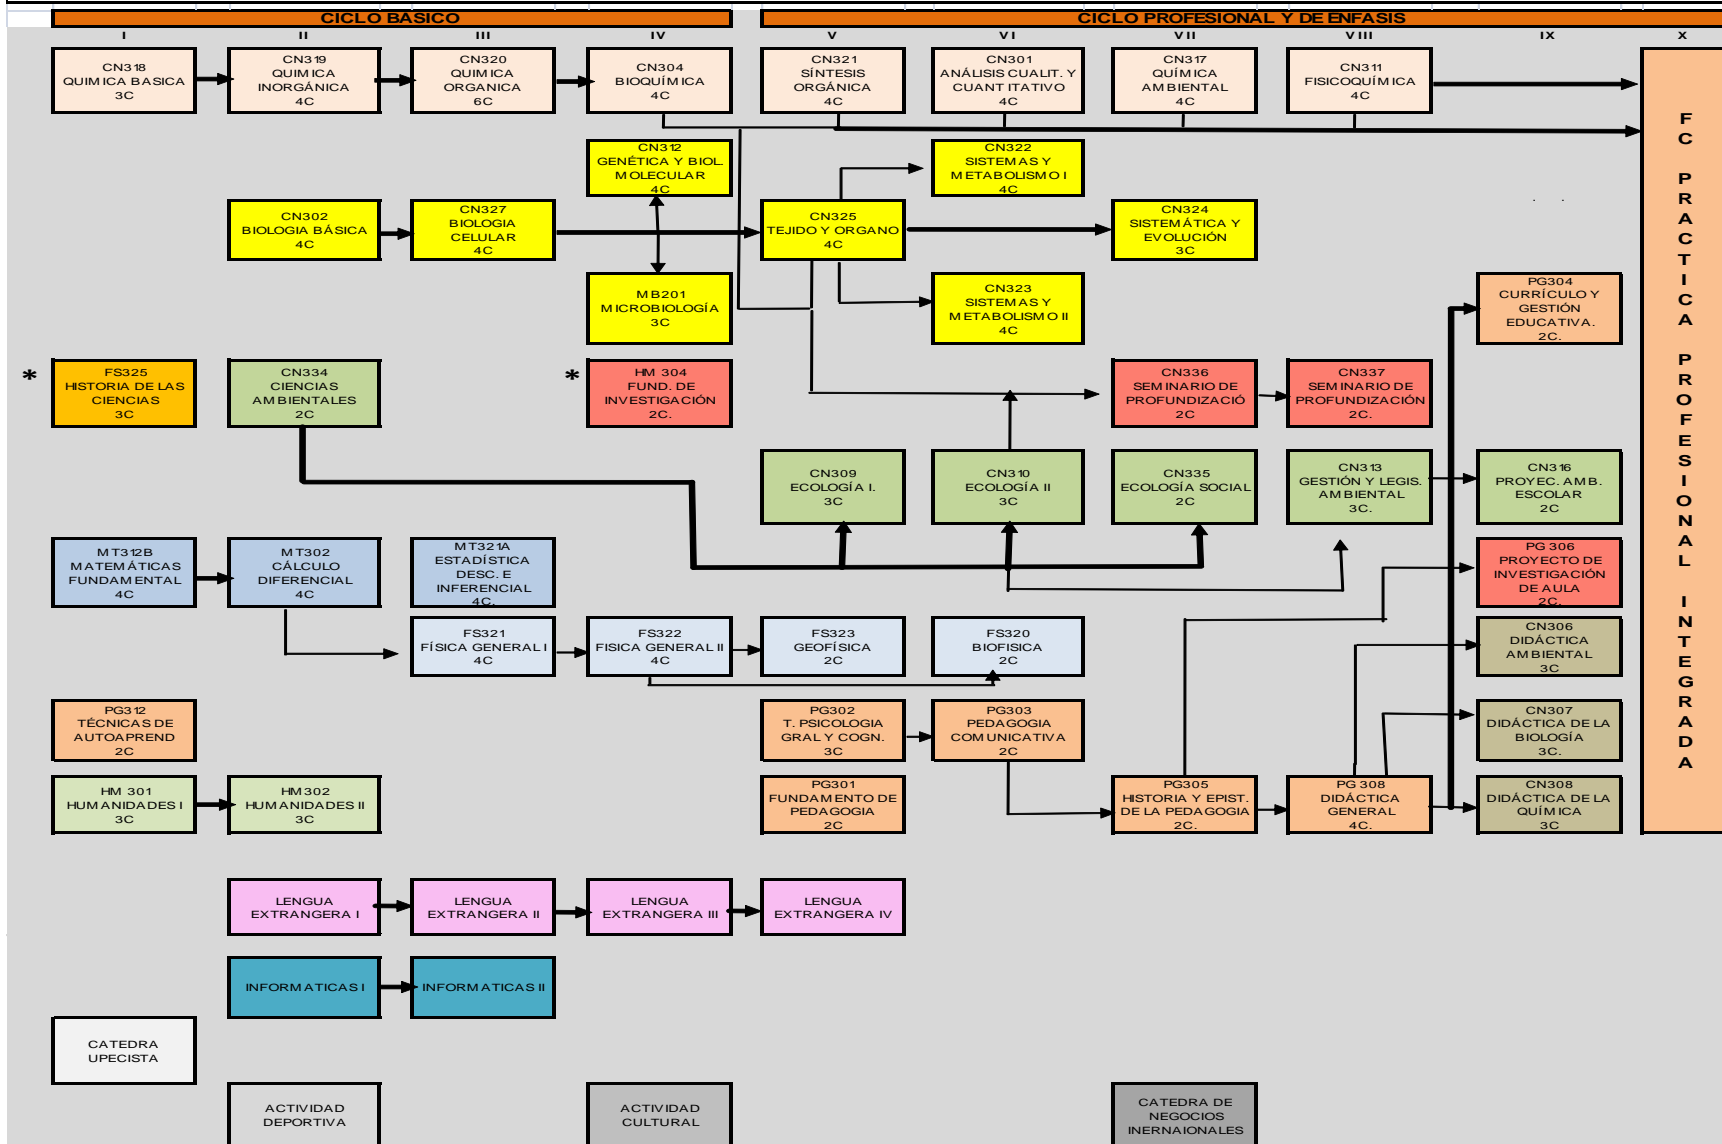 CICLO BASICO
CICLO PROFESIONAL Y DE ENFASIS
I
II
III
IV
V
VI
VII
VIII
IX
X
CN318
QUIMICA BASICA
3C
CN319
QUIMICA
INORGÁNICA
4C
CN320
QUIMICA
ORGANICA
6C
CN304
BIOQUÍMICA
4C
CN321
SÍNTESIS
ORGÁNICA
4C
CN301
ANÁLISIS CUALIT. Y
CUANT ITATIVO
4C
CN317
QUÍMICA
AMBIENTAL
4C
CN311
FISICOQUÍMICA
4C
FC PRACTICA PROFESIONAL INTEGRADA
CN312
GENÉTICA Y BIOL.
MOLECULAR
4C
CN322
SISTEMAS Y
METABOLISMO I
4C
CN302
BIOLOGIA BÁSICA
4C
CN327
BIOLOGIA
CELULAR
4C
CN325
TEJIDO Y ORGANO
4C
CN324
SISTEMÁTICA Y
EVOLUCIÓN
3C
MB201
MICROBIOLOGÍA
3C
CN323
SISTEMAS Y
METABOLISMO II
4C
PG304
CURRÍCULO Y
GESTIÓN
EDUCATIVA.
2C.
*
FS325
HISTORIA DE LAS
CIENCIAS
3C
CN334
CIENCIAS
AMBIENTALES
2C
*
HM 304
FUND. DE
INVESTIGACIÓN
2C.
CN336
SEMINARIO DE
PROFUNDIZACIÓ
2C
CN337
SEMINARIO DE
PROFUNDIZACIÓN
2C.
CN309
ECOLOGÍA I.
3C
CN310
ECOLOGÍA II
3C
CN335
ECOLOGÍA SOCIAL
2C
CN313
GESTIÓN Y LEGIS.
AMBIENTAL
3C.
CN316
PROYEC. AMB.
ESCOLAR
2C
MT312B
MATEMÁTICAS
FUNDAMENTAL
4C
MT302
CÁLCULO
DIFERENCIAL
4C
MT321A
ESTADÍSTICA
DESC. E
INFERENCIAL
4C.
PG 306
PROYECTO DE
INVESTIGACIÓN
DE AULA
2C.
FS321
FÍSICA GENERAL I
4C
FS322
FISICA GENERAL II
4C
FS323
GEOFÍSICA
2C
FS320
BIOFISICA
2C
CN306
DIDÁCTICA
AMBIENTAL
3C
PG312
TÉCNICAS DE
AUTOAPREND
2C
PG302
T. PSICOLOGIA
GRAL Y COGN.
3C
PG303
PEDAGOGIA
COMUNICATIVA
2C
CN307
DIDÁCTICA DE LA
BIOLOGÍA
3C.
HM 301
HUMANIDADES I
3C
HM302
HUMANIDADES II
3C
PG301
FUNDAMENTO DE
PEDAGOGIA
2C
PG305
HISTORIA Y EPIST.
DE LA PEDAGOGIA
2C.
PG 308
DIDÁCTICA
GENERAL
4C.
CN308
DIDÁCTICA DE LA
QUÍMICA
3C
LENGUA
EXTRANGERA I
LENGUA
EXTRANGERA II
LENGUA
EXTRANGERA III
LENGUA
EXTRANGERA IV
INFORMATICAS I
INFORMATICAS II
CATEDRA
UPECISTA
ACTIVIDAD
DEPORTIVA
ACTIVIDAD
CULTURAL
CATEDRA DE
NEGOCIOS
INERNAIONALES